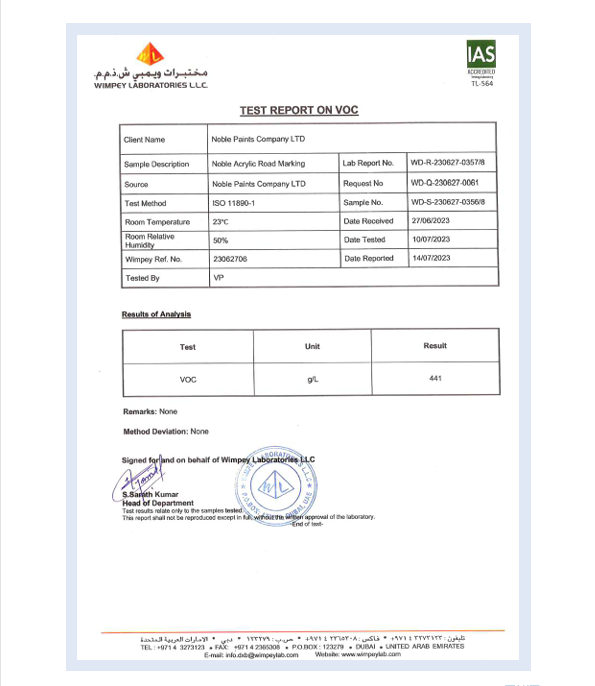 WL
مختبرات ويمبي ش.ذ.م.م.
WIMPEY LABORATORIES L.L.C.
IAS
ACCREDITED
TL-564
TEST REPORT ON VOC
Client Name Noble Paints Company LTD
Sample Description Noble Acrylic Road Marking Lab Report No. WD-R-230627-0357/8
Source Noble Paints Company LTD Request No WD-Q-230627-0061
Test Method ISO 11890-1 Sample No. WD-S-230627-0356/8
Room Temperature 23ºC Date Received 27/06/2023
Room Relative
Humidity 50% Date Tested 10/07/2023
Wimpey Ref. No. 23062706 Date Reported 14/07/2023
Tested By VP
Results of Analysis
Test Unit Result
VOC g/L 441
Remarks: None
Method Deviation: None
Signed for and on behalf of Wimpey Laboratories LLC
S.Sarath Kumar
Head of Department
Test results relate only to the samples tested.
This report shall not be reproduced except in full, without the written approval of the laboratory.
-End of text-
تليفون : ٣٢٧٣١٢٣ ٤ ٩٧١+ • فاكس : ٢٣٦٥٣٠٨ ٤ ٩٧١+ • ص.ب : ١٢٣٢٧٩ • دبي • الامارات العربية المتحدة
TEL : +971 4 3273123 • FAX: +971 4 2365308 • P.O.BOX : 123279 • DUBAI • UNITED ARAB EMIRATES
E-mail: info.dxb@wimpeylab.com Website: www.wimpeylab.com